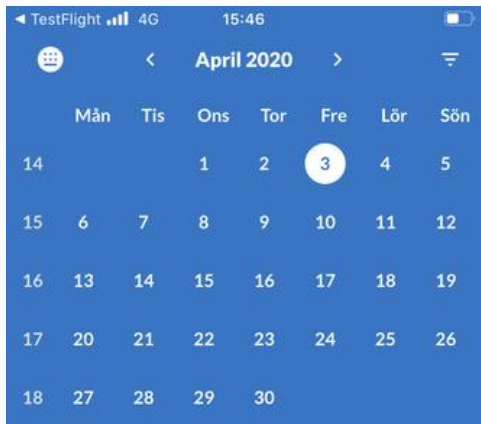 ◀ TestFlight 4G 15:46
< April 2020 >
Mån Tis Ons Tor Fre Lör Sön
14 1 2 3 4 5
15 6 7 8 9 10 11 12
16 13 14 15 16 17 18 19
17 20 21 22 23 24 25 26
18 27 28 29 30